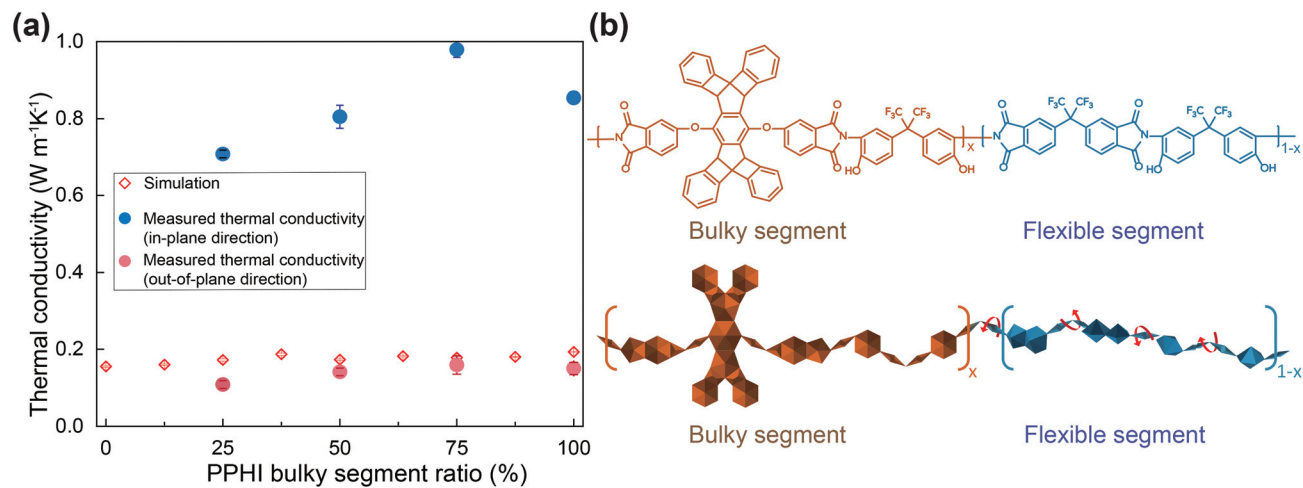 (a)
Thermal conductivity (W m⁻¹K⁻¹)
1.0
0.8
0.6
0.4
0.2
0.0
Simulation
Measured thermal conductivity
(in-plane direction)
Measured thermal conductivity
(out-of-plane direction)
0 25 50 75 100
PPHI bulky segment ratio (%)
(b)
O O O O F₃C CF₃ O O F₃C CF₃ O O F₃C CF₃
N O O N N N
O O HO OH x O O HO OH 1-x
Bulky segment Flexible segment
x 1-x
Bulky segment Flexible segment